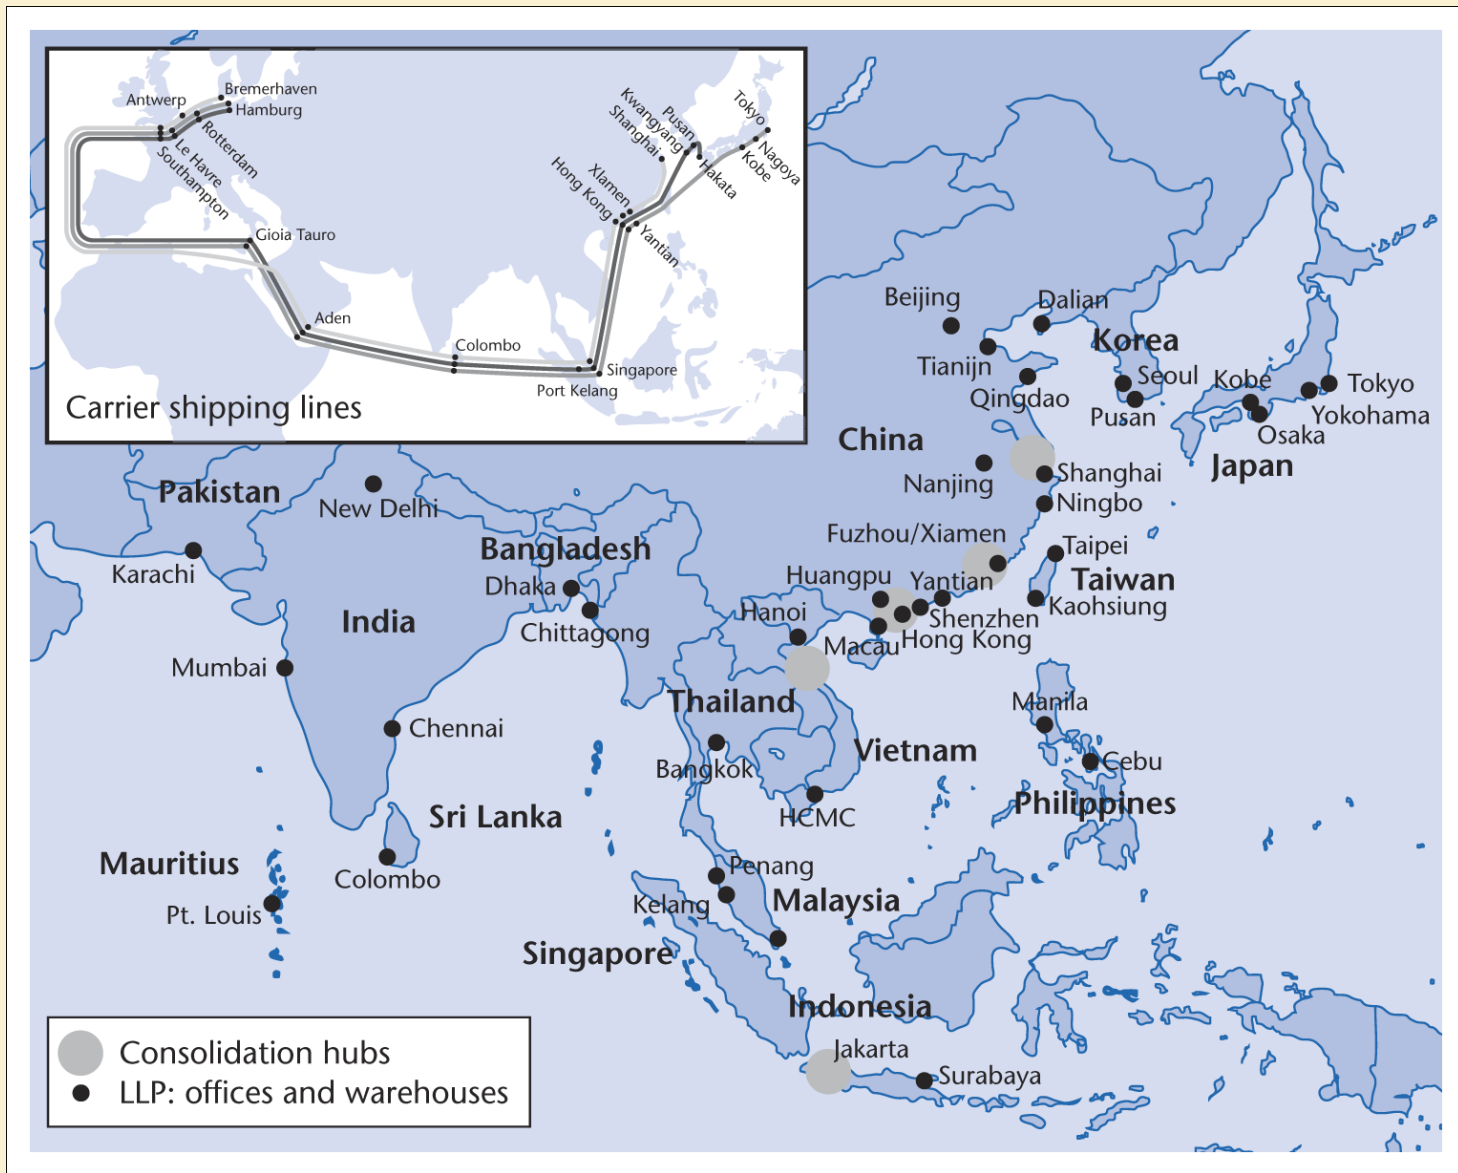 Antwerp
Bremerhaven
Hamburg
Rotterdam
Le Havre
Southampton
Gioia Tauro
Aden
Colombo
Singapore
Port Kelang
Hong Kong
XIamen
Yantian
Shanghai
Kwangyang
Pusan
Hakata
Tokyo
Nagoya
Kobe
Carrier shipping lines
Beijing
Dalian
Korea
Tianijn
Qingdao
Seoul
Pusan
Kobe
Tokyo
Yokohama
Osaka
Japan
China
Nanjing
Shanghai
Ningbo
Pakistan
New Delhi
Karachi
Bangladesh
Dhaka
Chittagong
India
Mumbai
Chennai
Fuzhou/Xiamen
Taipei
Taiwan
Kaohsiung
Huangpu
Yantian
Shenzhen
Hong Kong
Macau
Hanoi
Thailand
Bangkok
Vietnam
HCMC
Manila
Cebu
Philippines
Sri Lanka
Colombo
Mauritius
Pt. Louis
Penang
Kelang
Malaysia
Singapore
Indonesia
Jakarta
Surabaya
Consolidation hubs
LLP: offices and warehouses